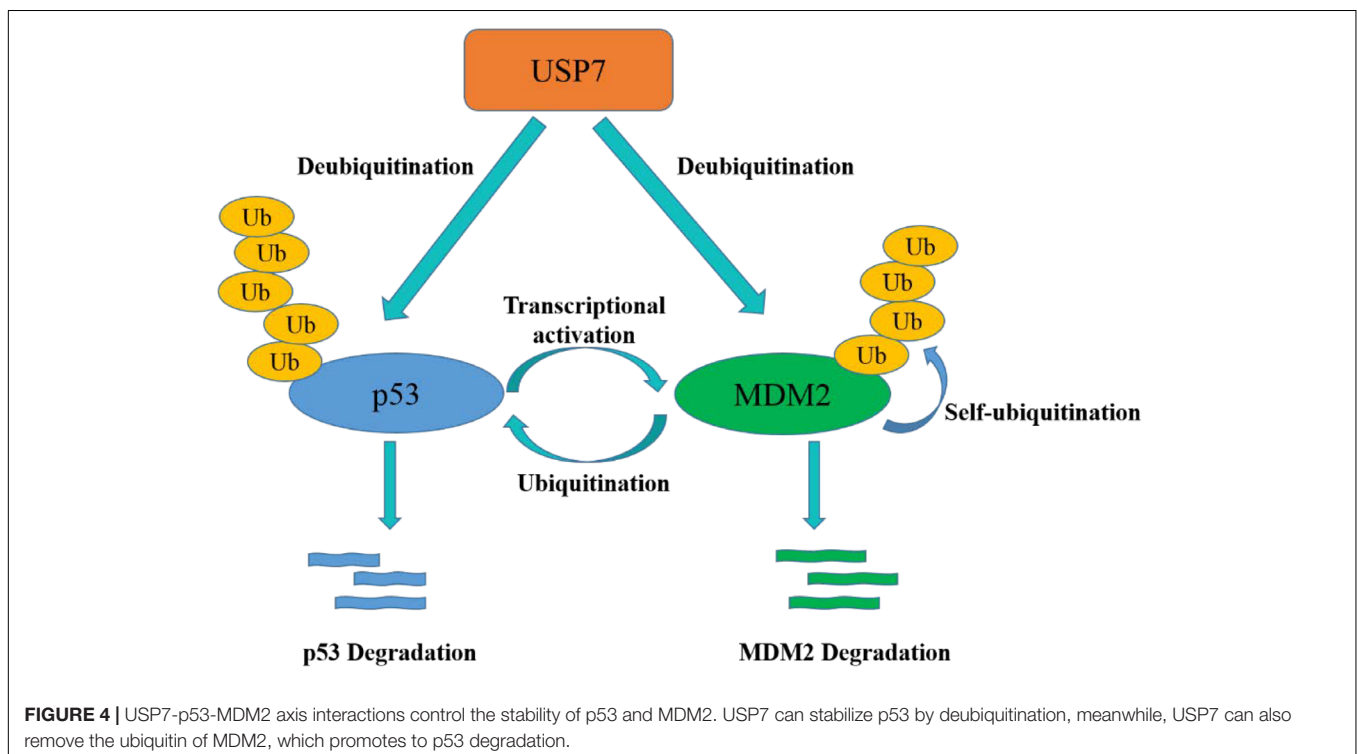 USP7
Deubiquitination
Deubiquitination
Ub
Ub
Ub
Ub
Ub
Ub
Ub
Ub
Ub
Transcriptional
activation
p53
MDM2
Self-ubiquitination
Ubiquitination
p53 Degradation
MDM2 Degradation
FIGURE 4 | USP7-p53-MDM2 axis interactions control the stability of p53 and MDM2. USP7 can stabilize p53 by deubiquitination, meanwhile, USP7 can also
remove the ubiquitin of MDM2, which promotes to p53 degradation.